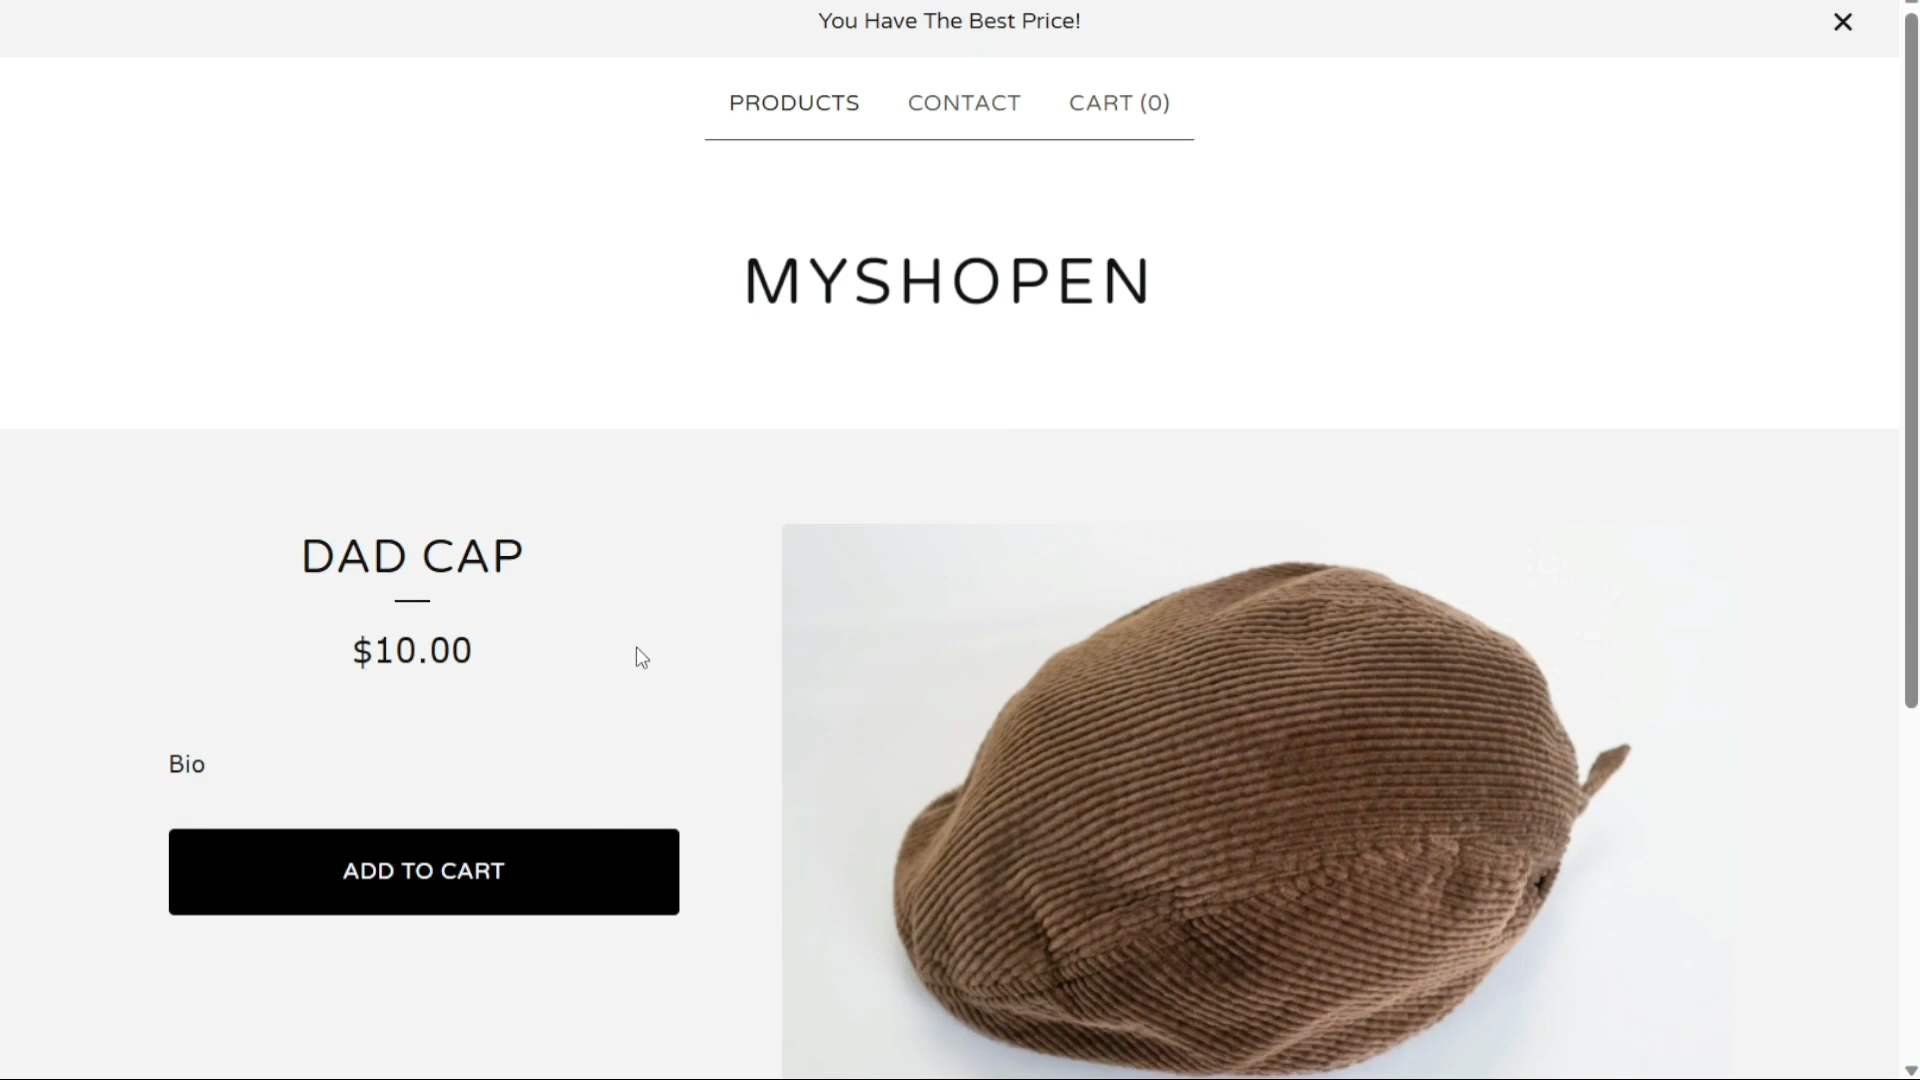 You Have The Best Price!
PRODUCTS CONTACT CART (0)
MYSHOPEN
DAD CAP
$10.00
Bio
ADD TO CART